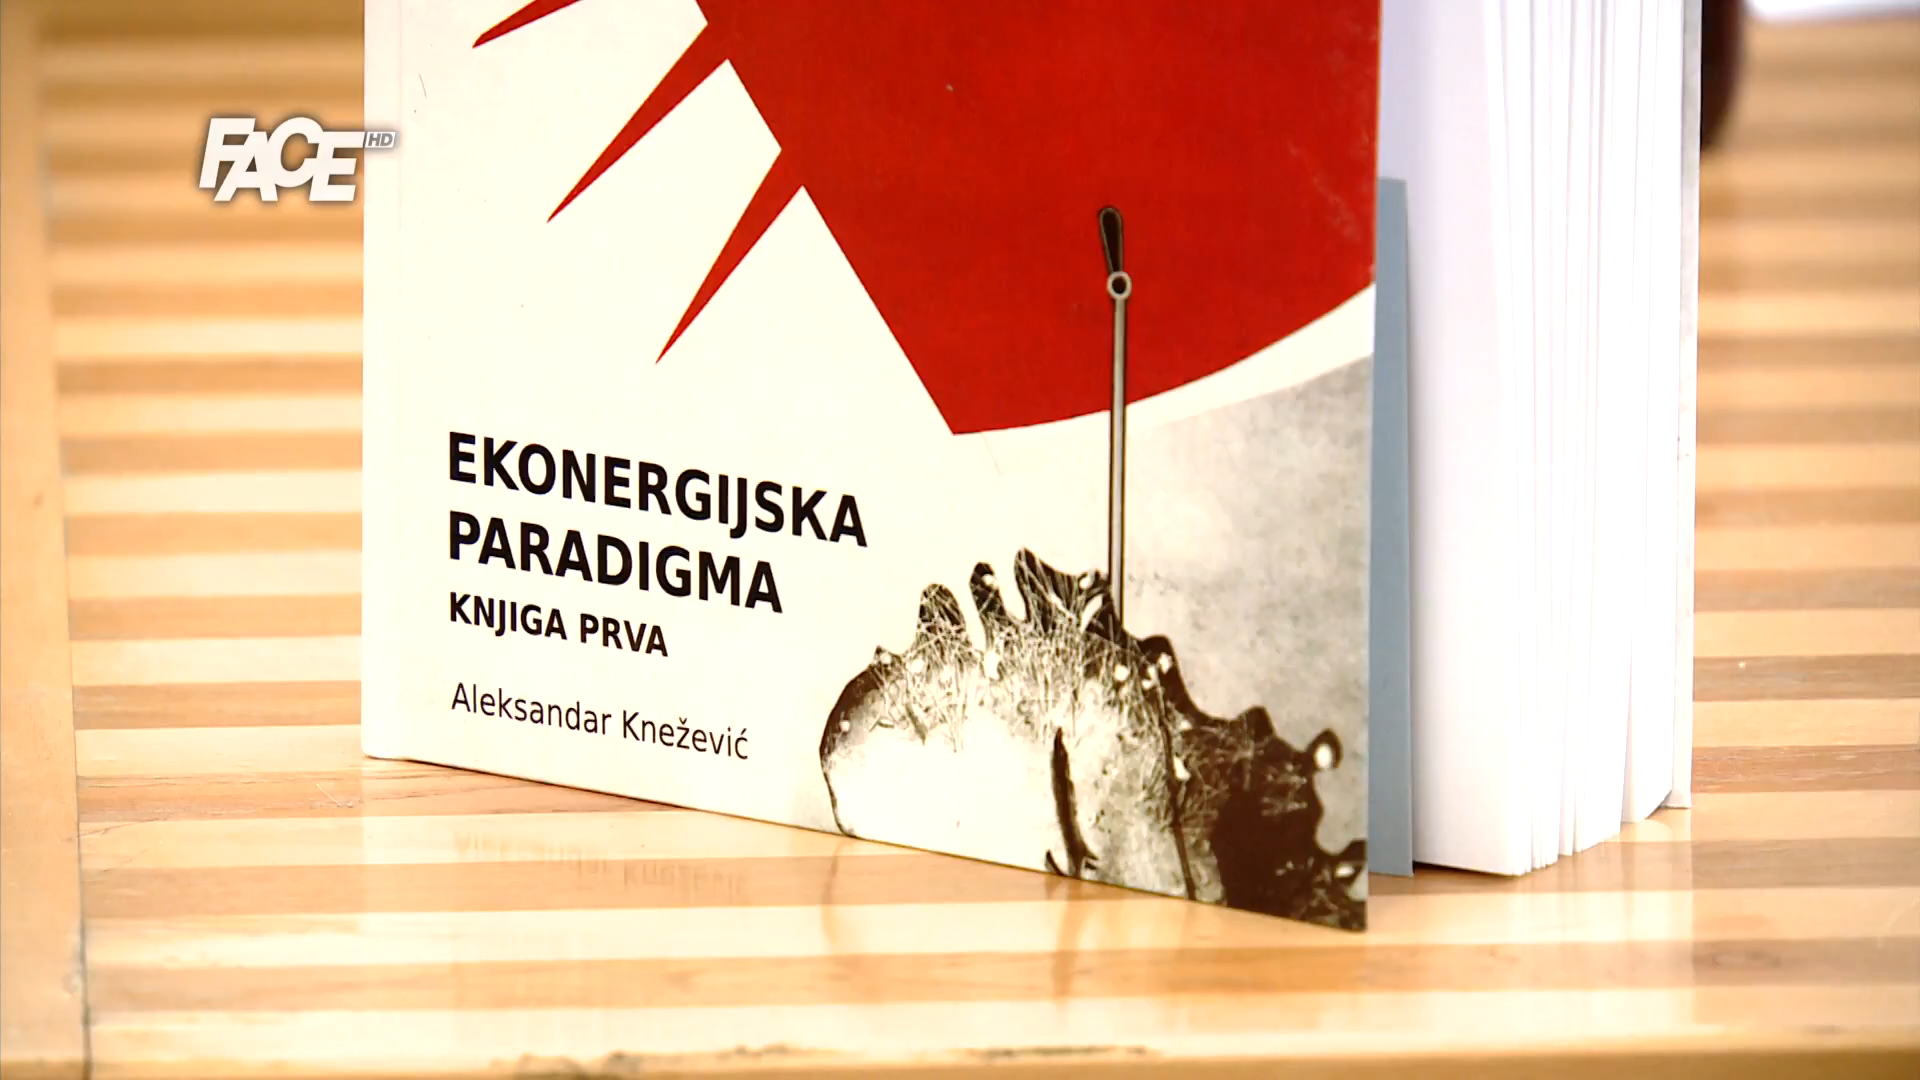 FACE HD
EKONERGIJSKA
PARADIGMA
KNJIGA PRVA
Aleksandar Knežević